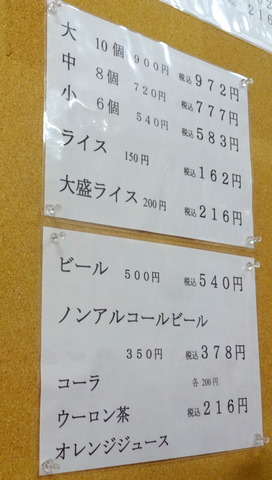 大 10個 900円 税込 972円
中 8個 720円 税込 777円
小 6個 540円 税込 583円
ライス 150円 税込 162円
大盛ライス 200円 税込 216円
ビール 500円 税込 540円
ノンアルコールビール
350円 税込 378円
コーラ 各 200円
ウーロン茶 税込 216円
オレンジジュース